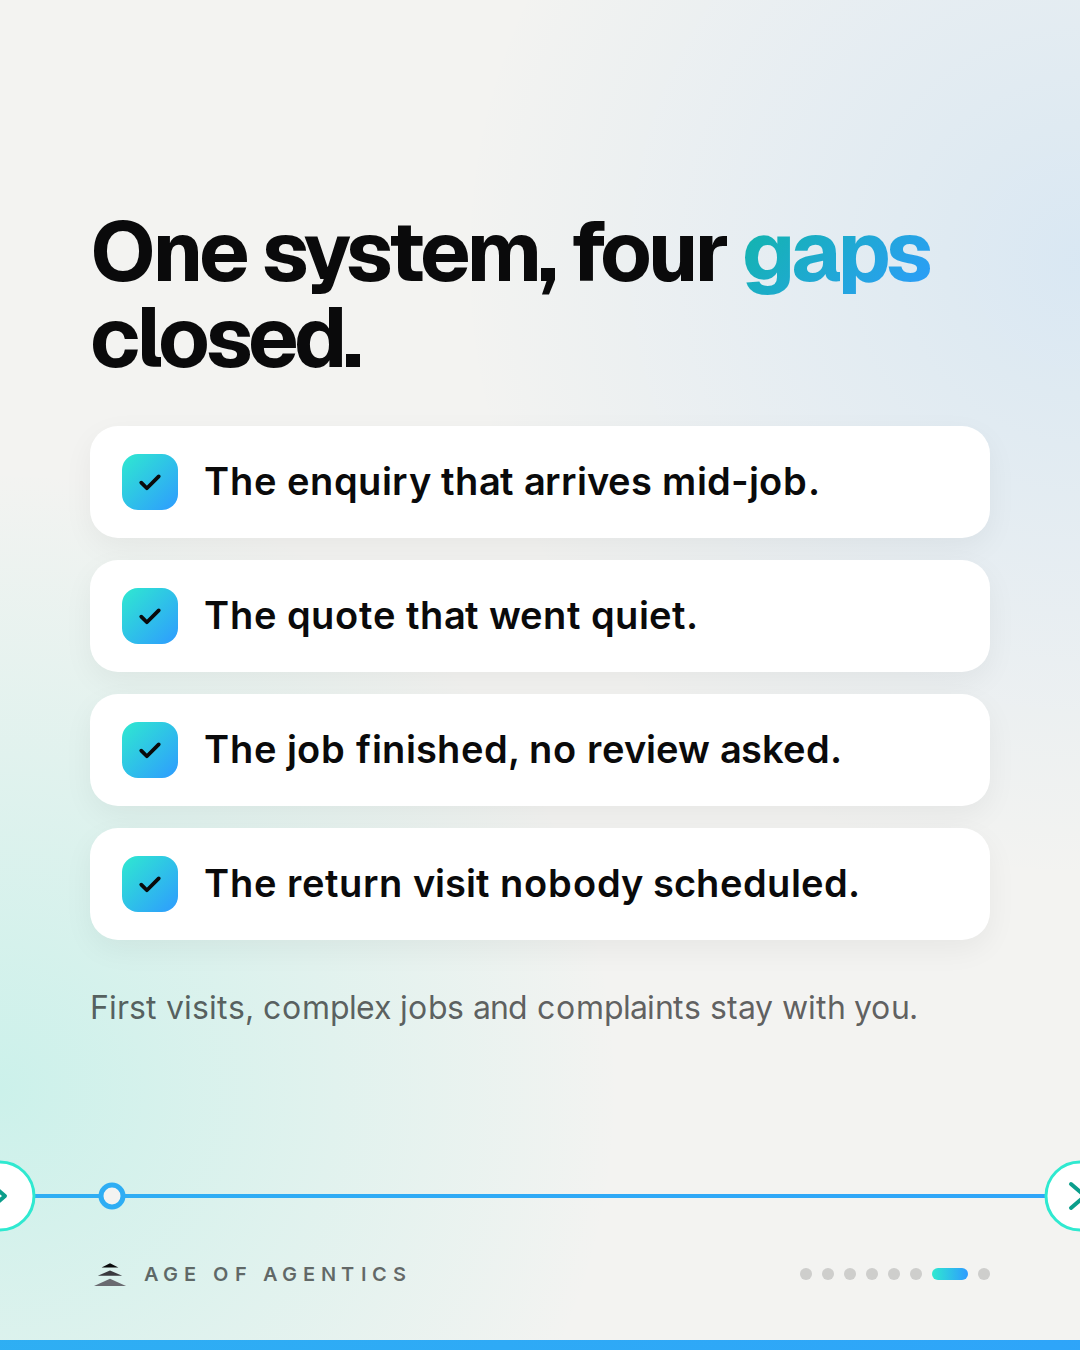 One system, four gaps
closed.
The enquiry that arrives mid-job.
The quote that went quiet.
The job finished, no review asked.
The return visit nobody scheduled.
First visits, complex jobs and complaints stay with you.
AGE OF AGENTICS